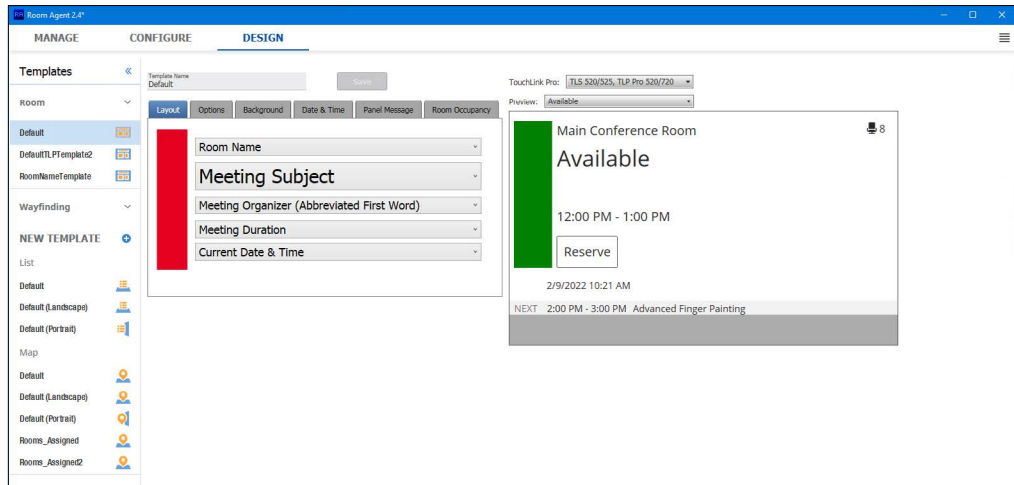 RA Room Agent 2.4*
MANAGE CONFIGURE DESIGN
Templates «
Room
Default
DefaultTLPTemplate2
RoomNameTemplate
Wayfinding
NEW TEMPLATE
List
Default
Default (Landscape)
Default (Portrait)
Map
Default
Default (Landscape)
Default (Portrait)
Rooms_Assigned
Rooms_Assigned2
Template Name
Default
Save
Layout Options Background Date & Time Panel Message Room Occupancy
Room Name
Meeting Subject
Meeting Organizer (Abbreviated First Word)
Meeting Duration
Current Date & Time
TouchLink Pro: TLS 520/525, TLP Pro 520/720
Preview: Available
Main Conference Room 8
Available
12:00 PM - 1:00 PM
Reserve
2/9/2022 10:21 AM
NEXT 2:00 PM - 3:00 PM Advanced Finger Painting